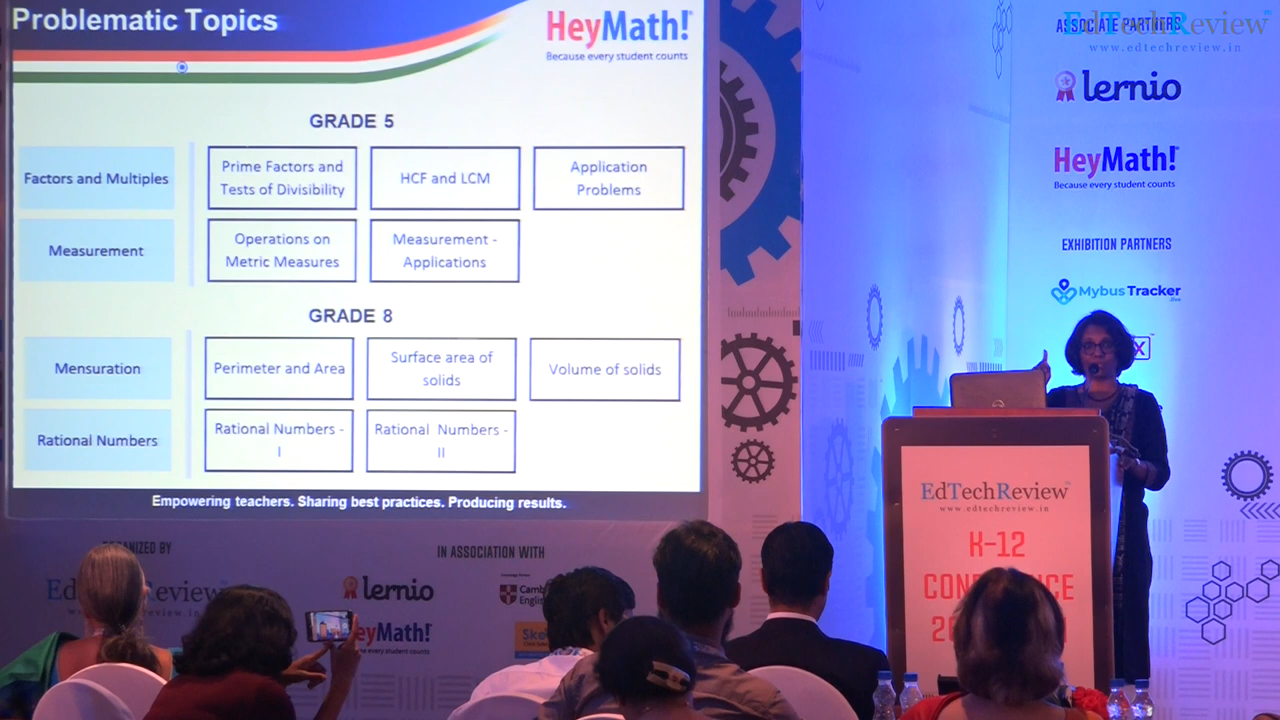 Problematic Topics
HeyMath!
Because every student counts
GRADE 5
Factors and Multiples
Prime Factors and
Tests of Divisibility
HCF and LCM
Application
Problems
Measurement
Operations on
Metric Measures
Measurement -
Applications
GRADE 8
Mensuration
Perimeter and Area
Surface area of
solids
Volume of solids
Rational Numbers
Rational Numbers -
I
Rational Numbers -
II
Empowering teachers. Sharing best practices. Producing results.
EdTechReview
www.edtechreview.in
ASSOCIATE PARTNERS
lernio
HeyMath!
Because every student counts
EXHIBITION PARTNERS
Mybus Tracker
X
EdTechReview
www.edtechreview.in
K-12
ORGANIZED BY
IN ASSOCIATION WITH
EdTechReview
lernio
HeyMath!